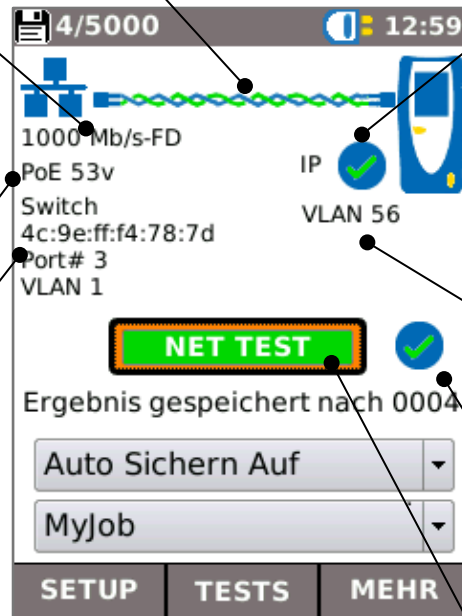 4/5000
12:59
1000 Mb/s-FD
PoE 53v
IP
Switch
VLAN 56
4c:9e:ff:f4:78:7d
Port# 3
VLAN 1
NET TEST
Ergebnis gespeichert nach 0004
Auto Sichern Auf
MyJob
SETUP
TESTS
MEHR